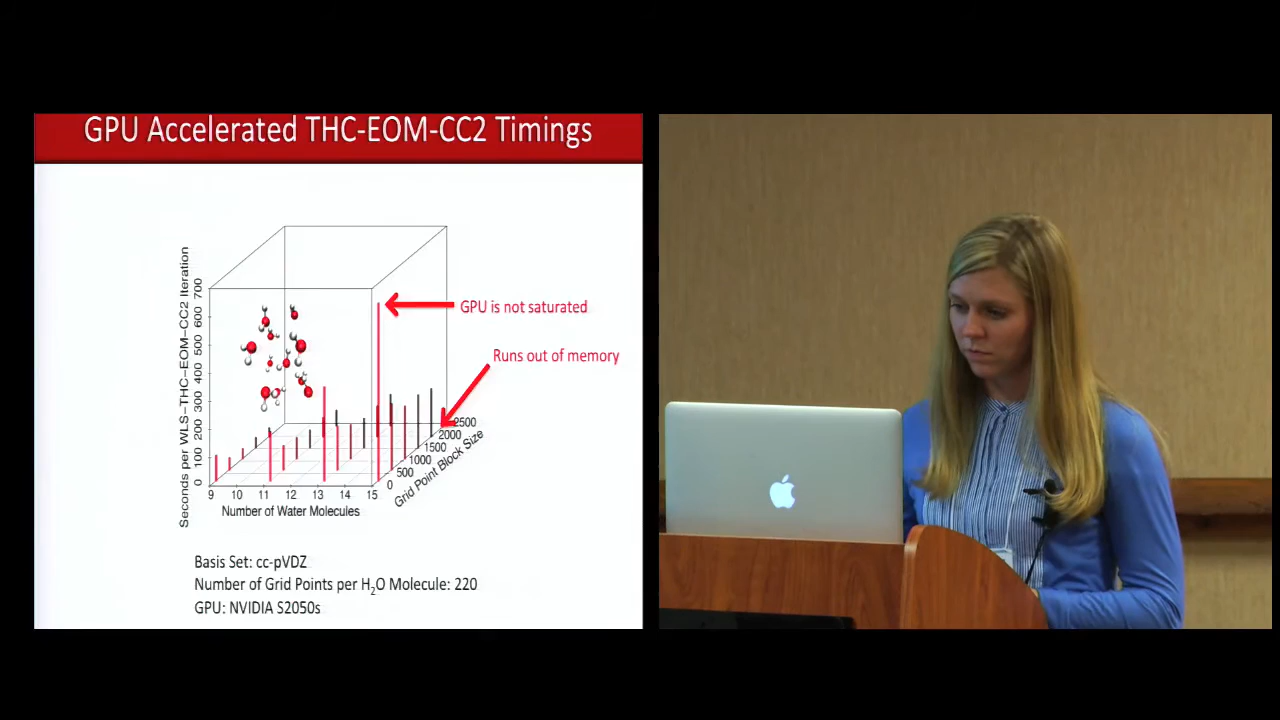 GPU Accelerated THC-EOM-CC2 Timings
Seconds per WLS-THC-EOM-CC2 Iteration
700
600
500
400
300
200
100
0
GPU is not saturated
Runs out of memory
2500
2000
1500
1000
500
0
Grid Point Block Size
9 10 11 12 13 14 15
Number of Water Molecules
Basis Set: cc-pVDZ
Number of Grid Points per H₂O Molecule: 220
GPU: NVIDIA S2050s